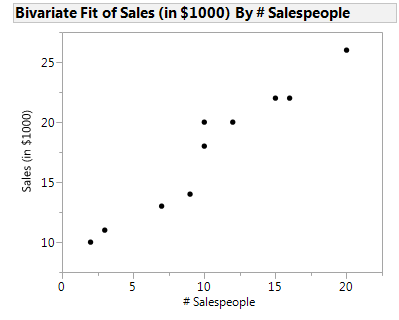 Bivariate Fit of Sales (in $1000) By # Salespeople
Sales (in $1000)
25
20
15
10
0 5 10 15 20
# Salespeople